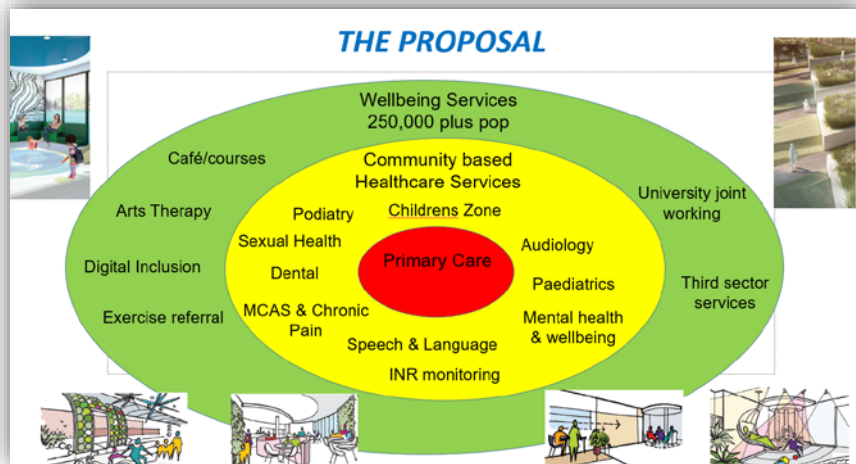 THE PROPOSAL
Wellbeing Services
250,000 plus pop
Café/courses
Arts Therapy
Digital Inclusion
Exercise referral
Community based
Healthcare Services
Podiatry
Childrens Zone
Sexual Health
Dental
MCAS & Chronic
Pain
Speech & Language
INR monitoring
Primary Care
Audiology
Paediatrics
Mental health
& wellbeing
University joint
working
Third sector
services